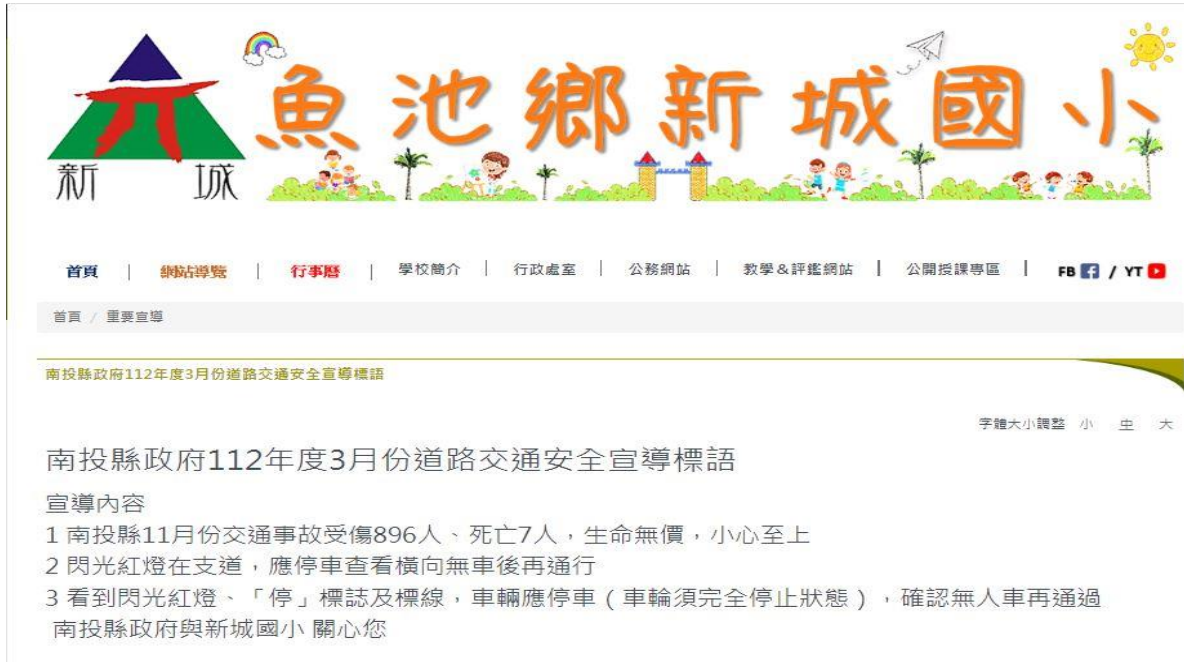 魚池鄉新城國小
新城
首頁 | 網站導覽 | 行事曆 | 學校簡介 | 行政處室 | 公務網站 | 教學&評鑑網站 | 公開授課專區 | FB / YT
首頁 / 重要宣導
南投縣政府112年度3月份道路交通安全宣導標語
字體大小調整 小 中 大
南投縣政府112年度3月份道路交通安全宣導標語
宣導內容
1 南投縣11月份交通事故受傷896人、死亡7人，生命無價，小心至上
2 閃光紅燈在支道，應停車查看橫向無車後再通行
3 看到閃光紅燈、「停」標誌及標線，車輛應停車（車輪須完全停止狀態），確認無人車再通過
南投縣政府與新城國小 關心您